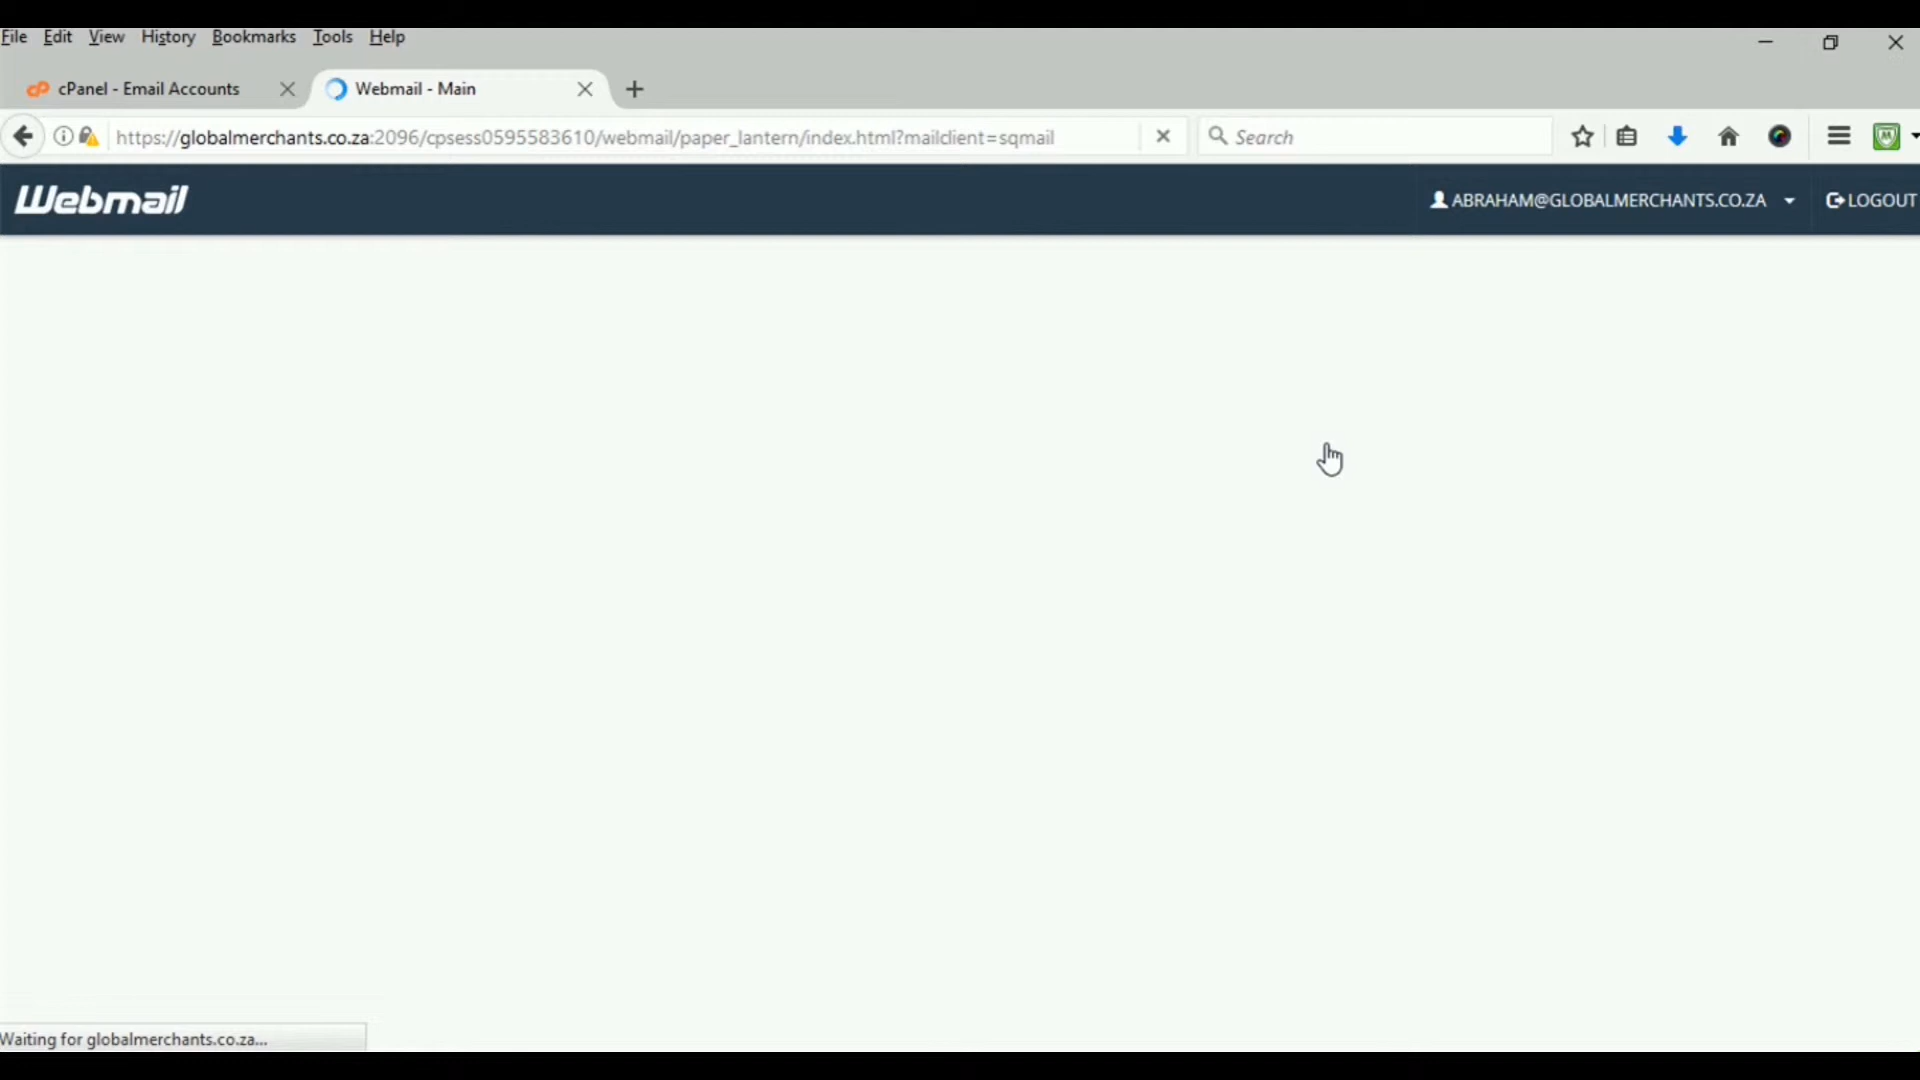 File Edit View History Bookmarks Tools Help
cPanel - Email Accounts Webmail - Main
https://globalmerchants.co.za:2096/cpsess0595583610/webmail/paper_lantern/index.html?mailclient=sqmail Search
Webmail ABRAHAM@GLOBALMERCHANTS.CO.ZA LOGOUT
Waiting for globalmerchants.co.za...